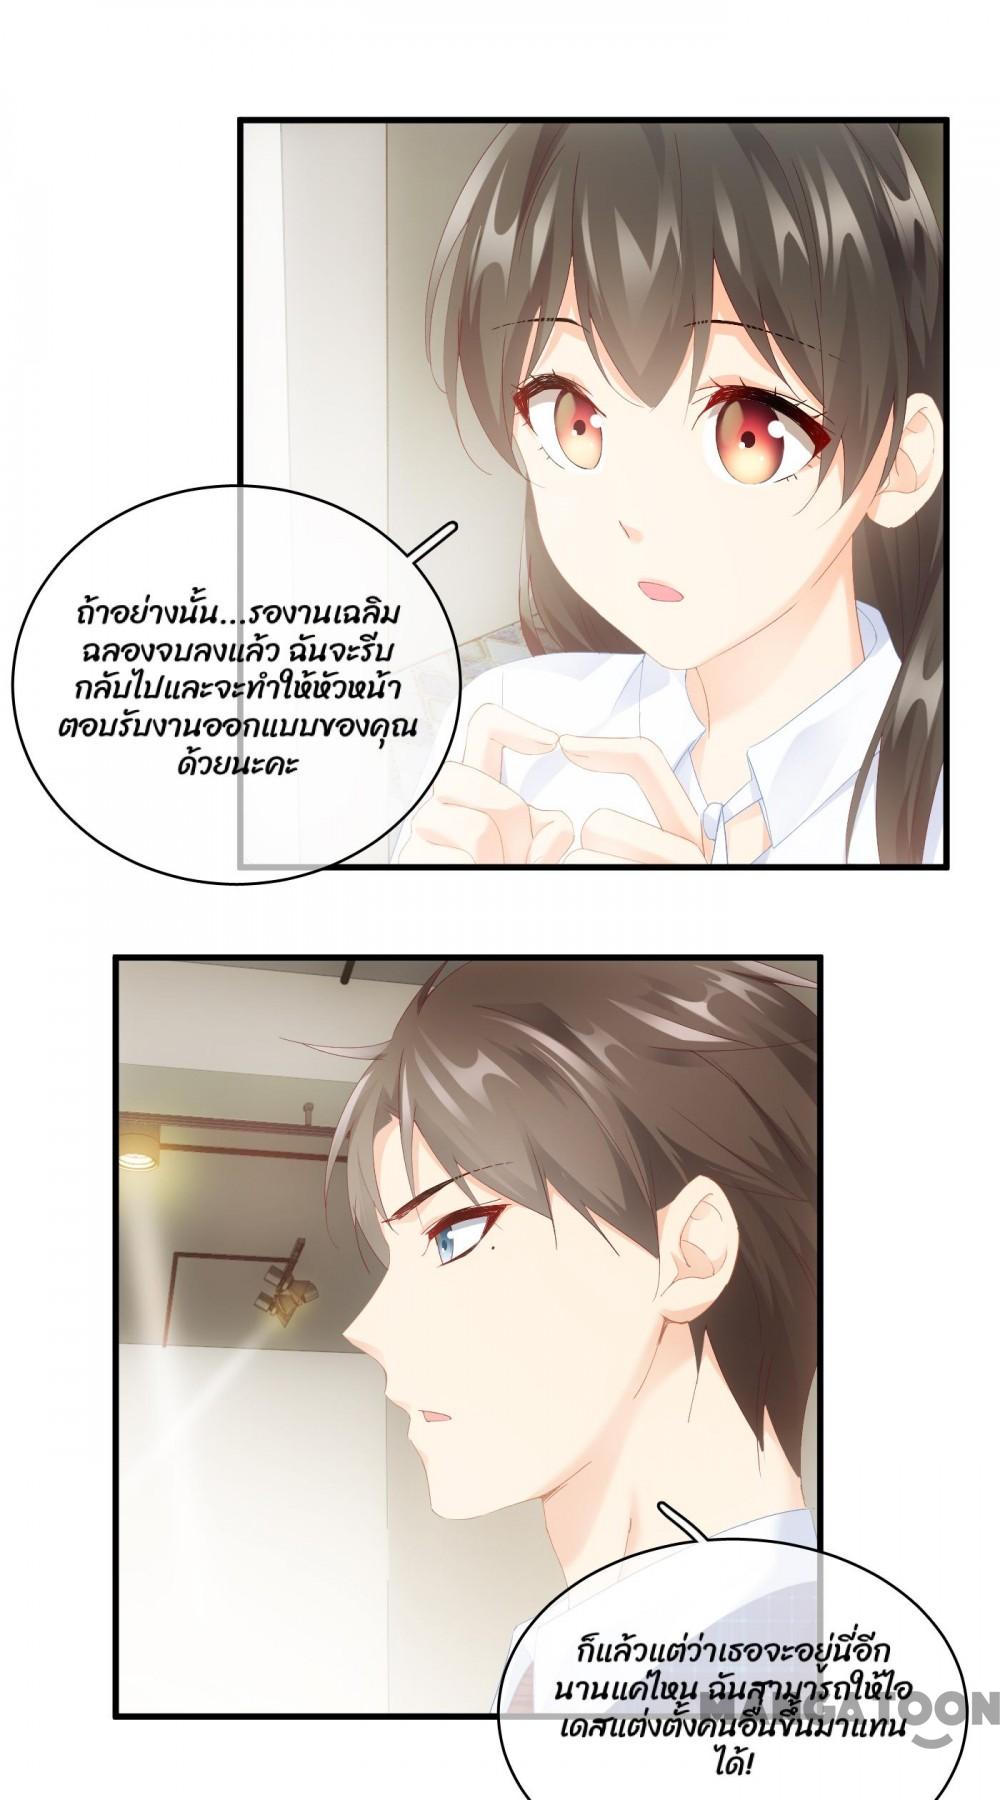 ถ้าอย่างนั้น...รองานเฉลิม
ฉลองจบลงแล้ว ฉันจะรีบ
กลับไปและจะทำให้หัวหน้า
ตอบรับงานออกแบบของคุณ
ด้วยนะคะ
ก็แล้วแต่ว่าเธอจะอยู่นี่อีก
นานแค่ไหน ฉันสามารถให้ไอ
เดสแต่งตั้งคนอื่นขึ้นมาแทน
ได้!
MANGATOON